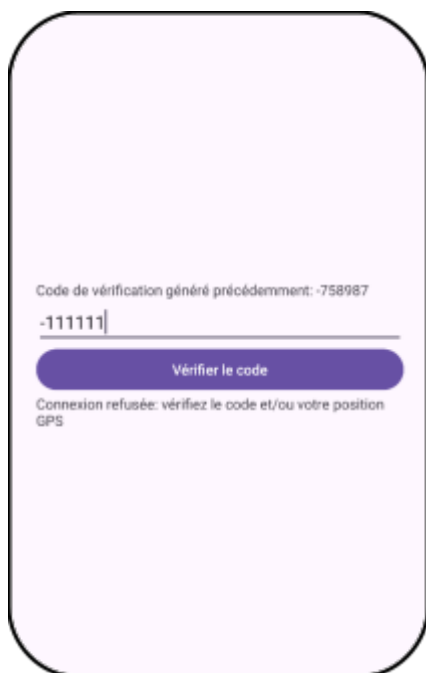 Code de vérification généré précédemment: -758987
-111111
Vérifier le code
Connexion refusée: vérifiez le code et/ou votre position
GPS